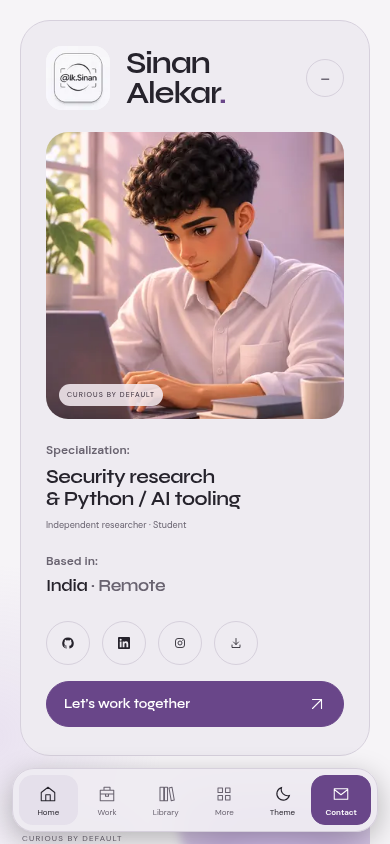 @Ik.Sinan
Sinan
Alekar.
–
CURIOUS BY DEFAULT
Specialization:
Security research
& Python / AI tooling
Independent researcher · Student
Based in:
India · Remote
Let's work together
Home
Work
Library
More
Theme
Contact
CURIOUS BY DEFAULT